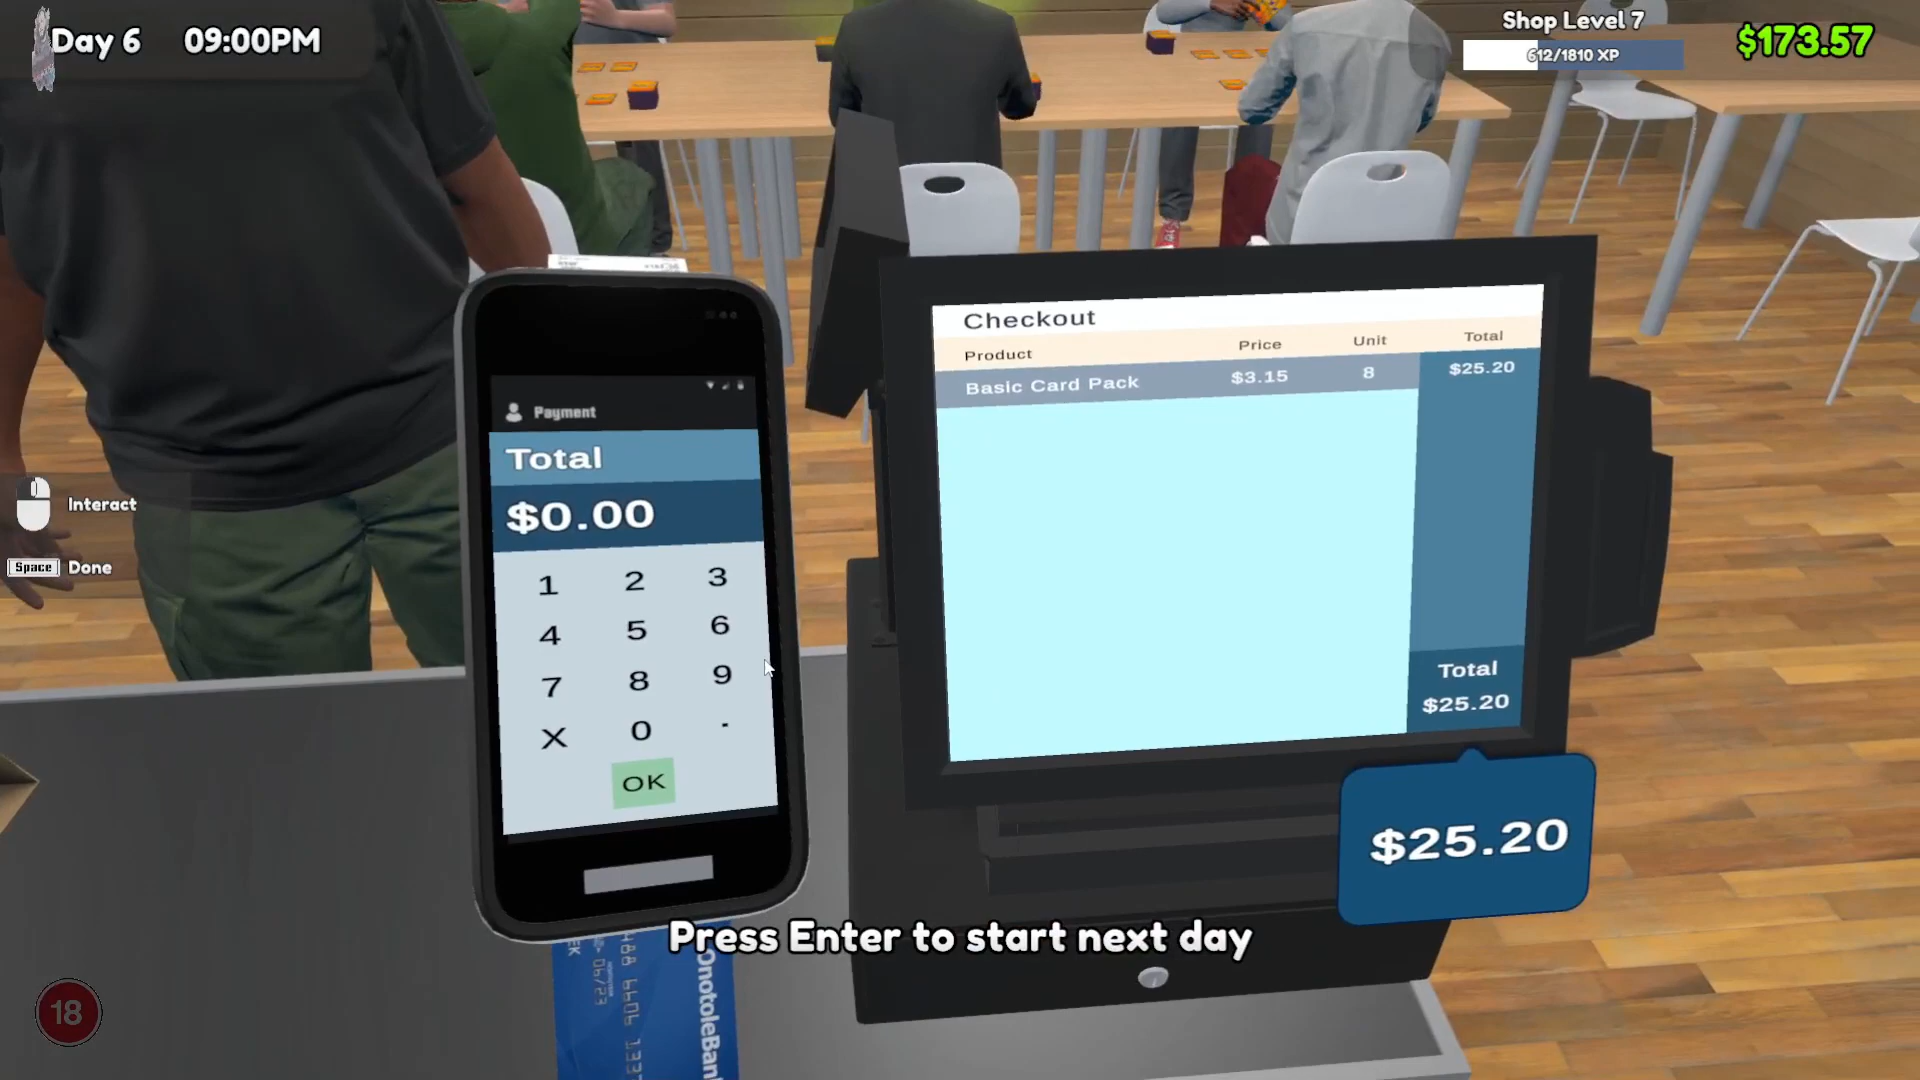 Day 6 09:00PM
Shop Level 7
612/1810 XP
$173.57
Interact
Space Done
Payment
Total
$0.00
1 2 3
4 5 6
7 8 9
X 0 .
OK
Checkout
Product Price Unit Total
Basic Card Pack $3.15 8 $25.20
Total
$25.20
$25.20
Press Enter to start next day
OnotoleBank
18